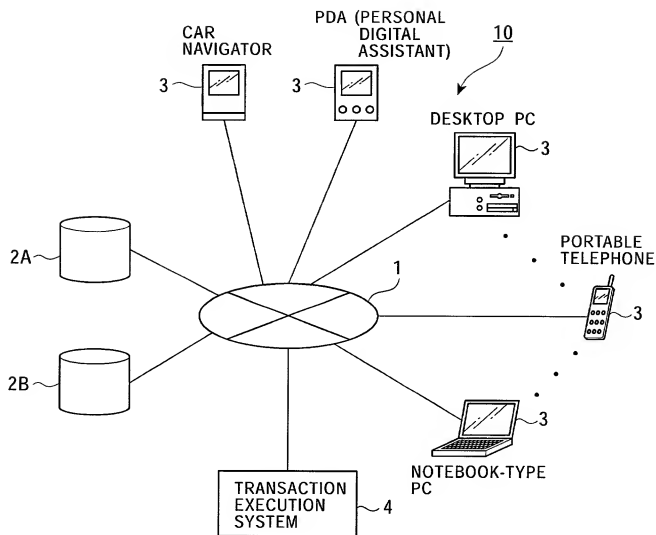 CAR
NAVIGATOR
3
PDA (PERSONAL
DIGITAL
ASSISTANT)
3
10
DESKTOP PC
3
2A
1
PORTABLE
TELEPHONE
3
2B
3
NOTEBOOK-TYPE
PC
TRANSACTION
EXECUTION
SYSTEM
4